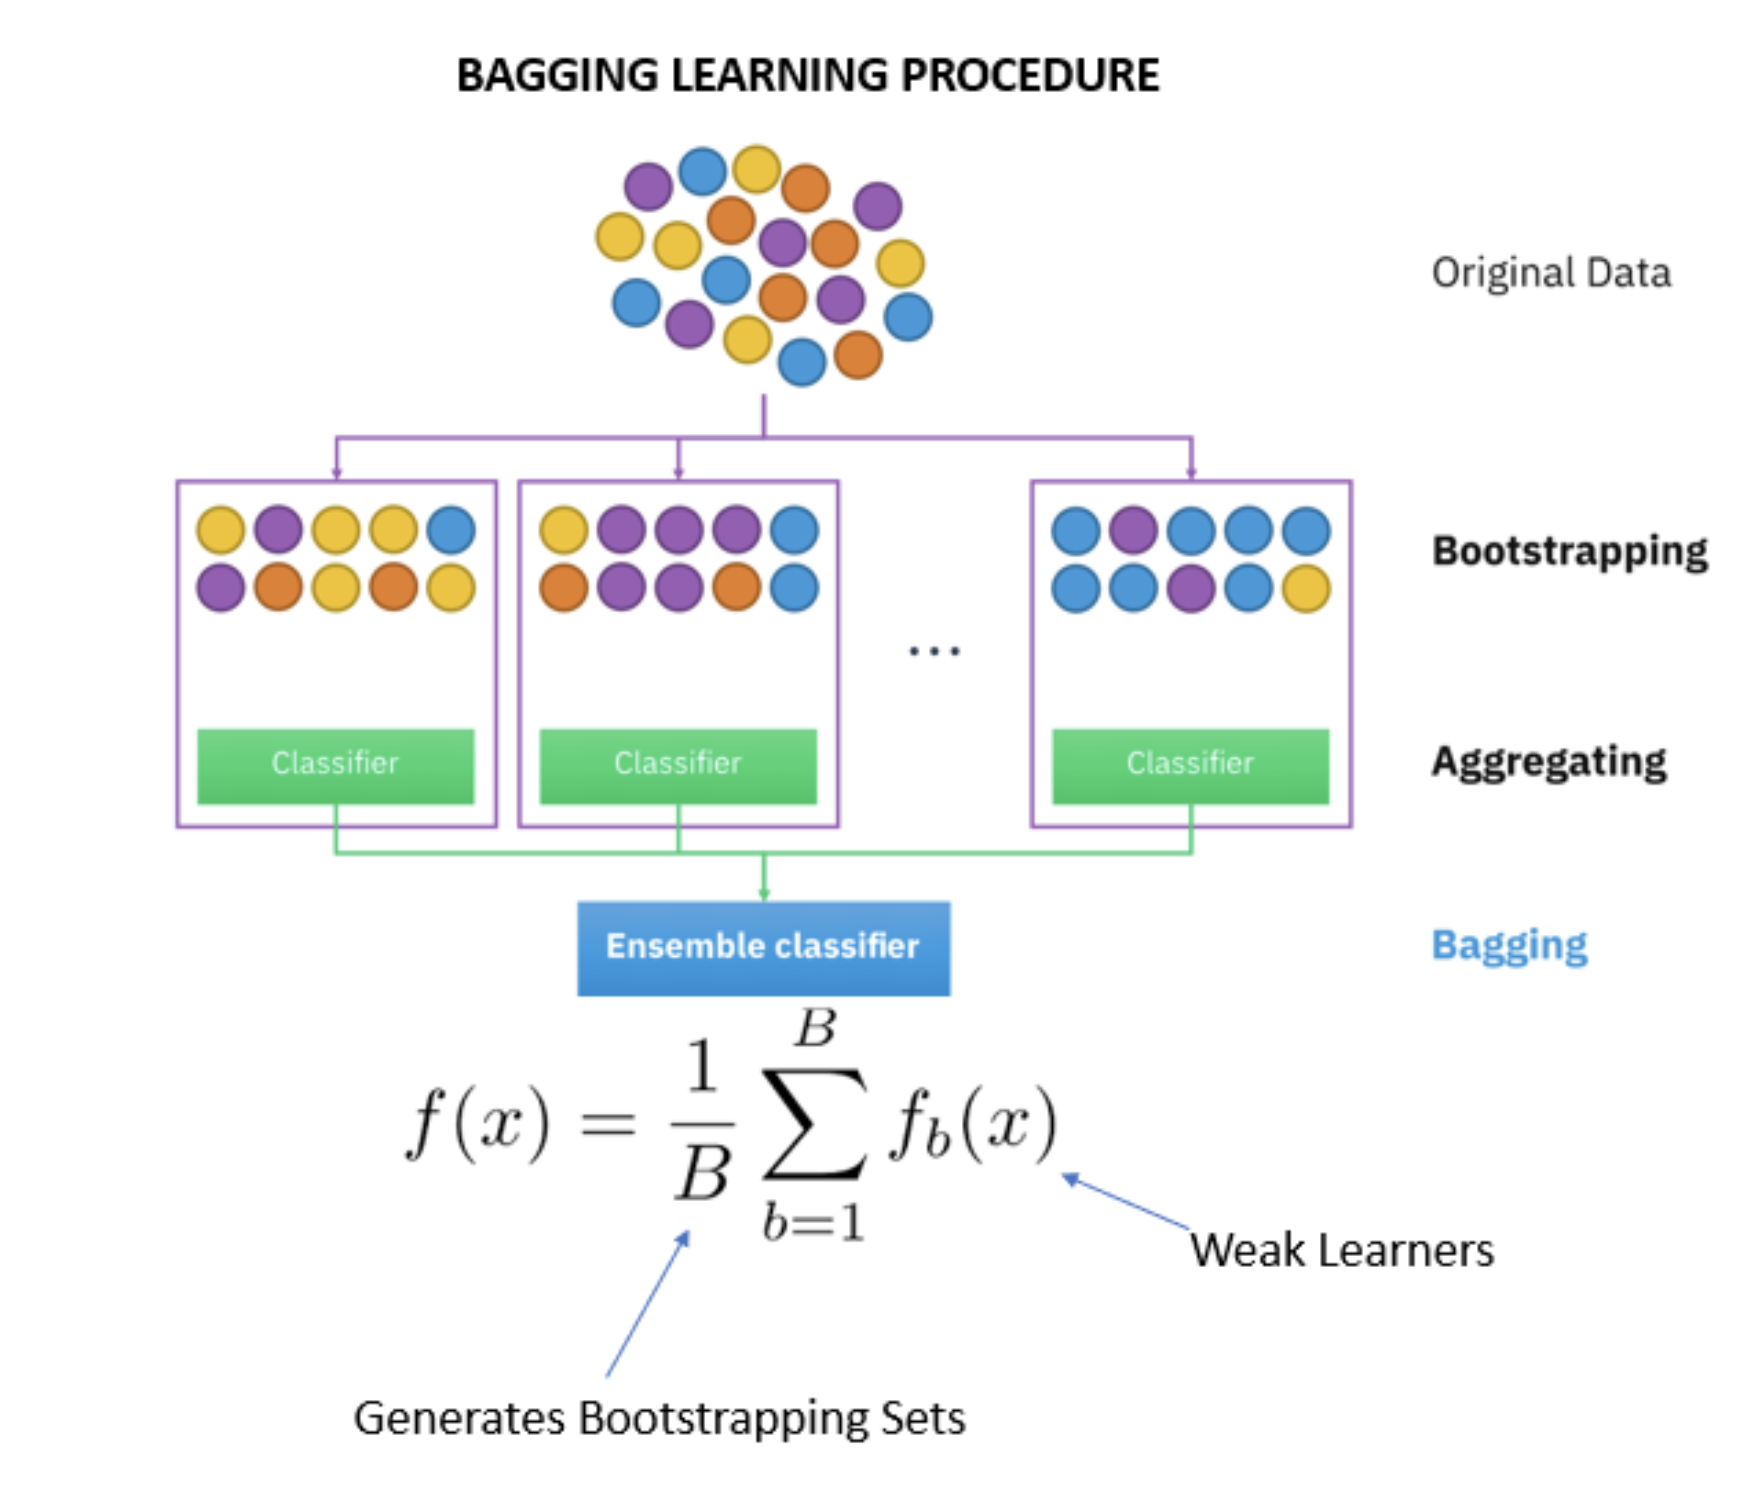 BAGGING LEARNING PROCEDURE
Original Data
Bootstrapping
...
Classifier
Classifier
Classifier
Aggregating
Ensemble classifier
Bagging
f(x) = \frac{1}{B} \sum_{b=1}^{B} f_b(x)
Weak Learners
Generates Bootstrapping Sets